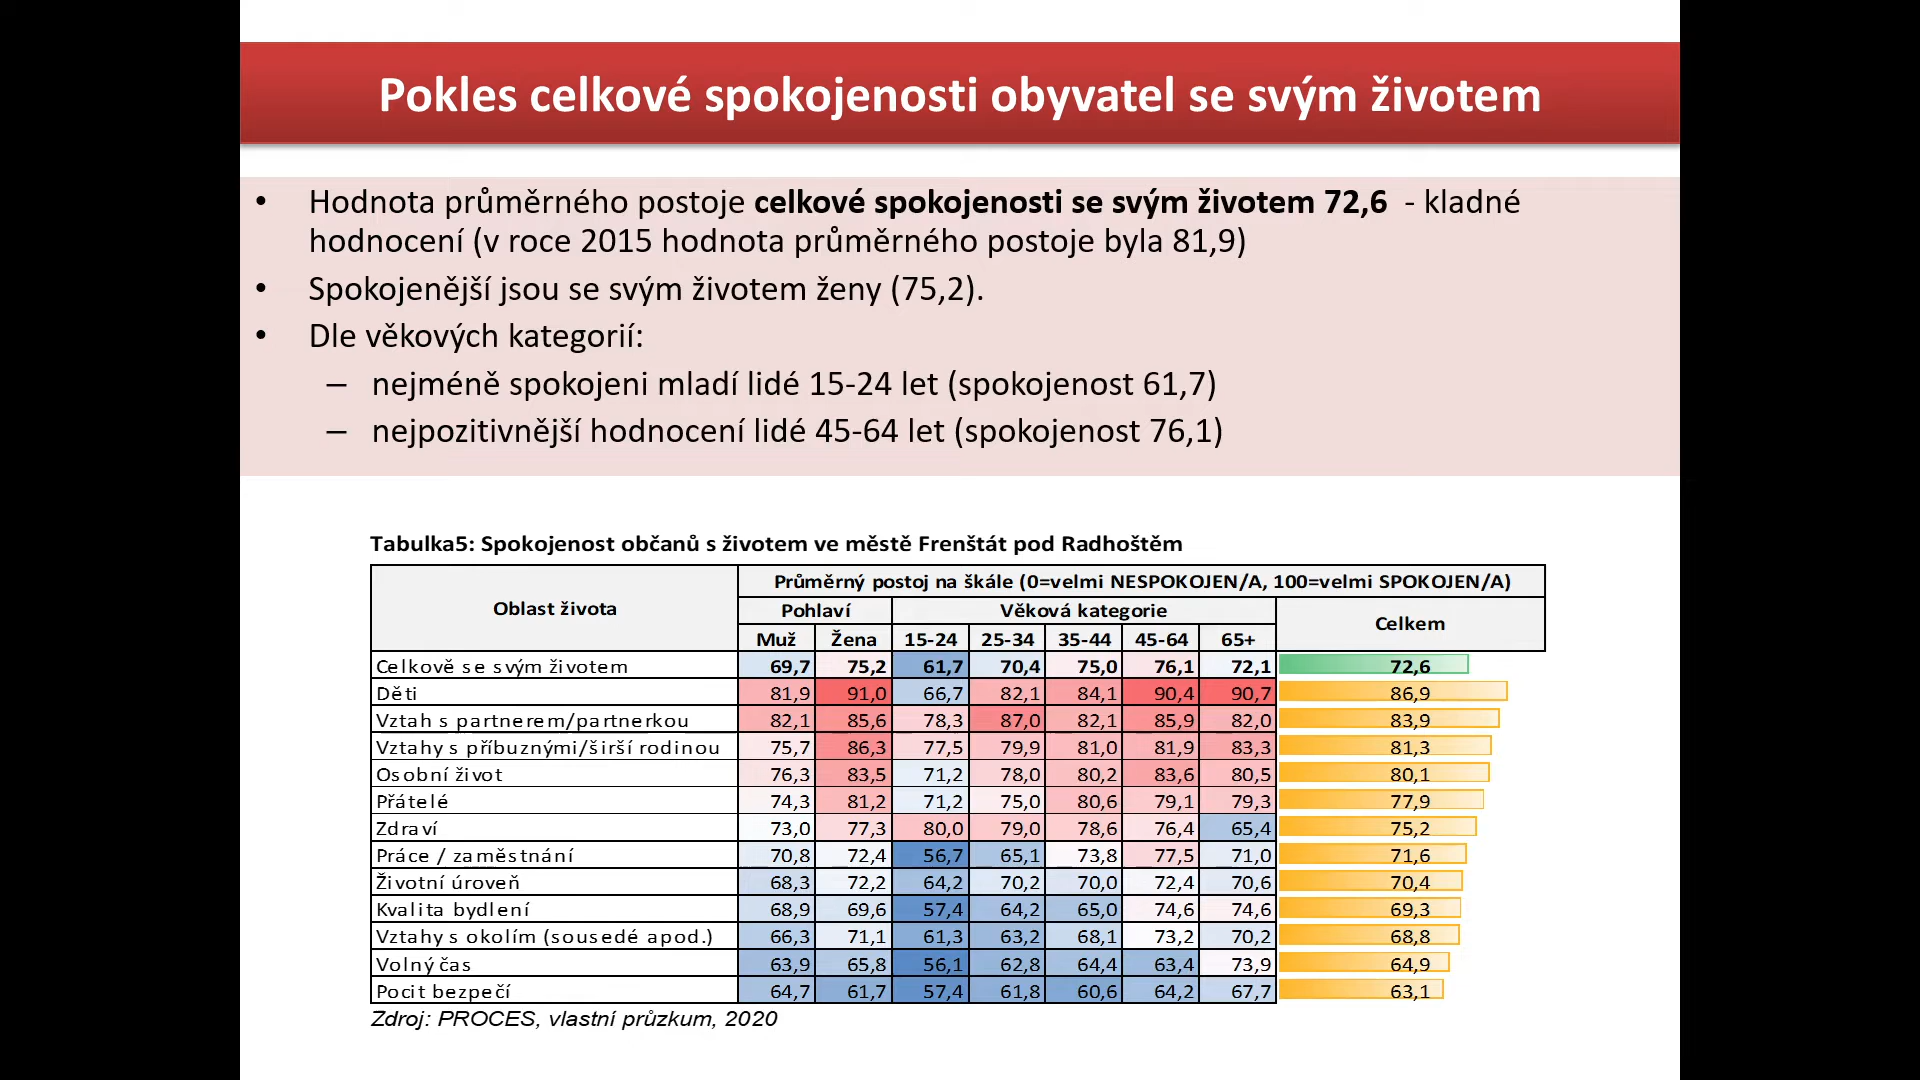 Pokles celkové spokojenosti obyvatel se svým životem
• Hodnota průměrného postoje celkové spokojenosti se svým životem 72,6 - kladné
hodnocení (v roce 2015 hodnota průměrného postoje byla 81,9)
• Spokojenější jsou se svým životem ženy (75,2).
• Dle věkových kategorií:
– nejméně spokojeni mladí lidé 15-24 let (spokojenost 61,7)
– nejpozitivnější hodnocení lidé 45-64 let (spokojenost 76,1)
Tabulka5: Spokojenost občanů s životem ve městě Frenštát pod Radhoštěm
Oblast života
Průměrný postoj na škále (0=velmi NESPOKOJEN/A, 100=velmi SPOKOJEN/A)
Pohlaví Věková kategorie Celkem
Muž Žena 15-24 25-34 35-44 45-64 65+
Celkově se svým životem 69,7 75,2 61,7 70,4 75,0 76,1 72,1 72,6
Děti 81,9 91,0 66,7 82,1 84,1 90,4 90,7 86,9
Vztah s partnerem/partnerkou 82,1 85,6 78,3 87,0 82,1 85,9 82,0 83,9
Vztahy s příbuznými/širší rodinou 75,7 86,3 77,5 79,9 81,0 81,9 83,3 81,3
Osobní život 76,3 83,5 71,2 78,0 80,2 83,6 80,5 80,1
Přátelé 74,3 81,2 71,2 75,0 80,6 79,1 79,3 77,9
Zdraví 73,0 77,3 80,0 79,0 78,6 76,4 65,4 75,2
Práce / zaměstnání 70,8 72,4 56,7 65,1 73,8 77,5 71,0 71,6
Životní úroveň 68,3 72,2 64,2 70,2 70,0 72,4 70,6 70,4
Kvalita bydlení 68,9 69,6 57,4 64,2 65,0 74,6 74,6 69,3
Vztahy s okolím (sousedé apod.) 66,3 71,1 61,3 63,2 68,1 73,2 70,2 68,8
Volný čas 63,9 65,8 56,1 62,8 64,4 63,4 73,9 64,9
Pocit bezpečí 64,7 61,7 57,4 61,8 60,6 64,2 67,7 63,1
Zdroj: PROCES, vlastní průzkum, 2020